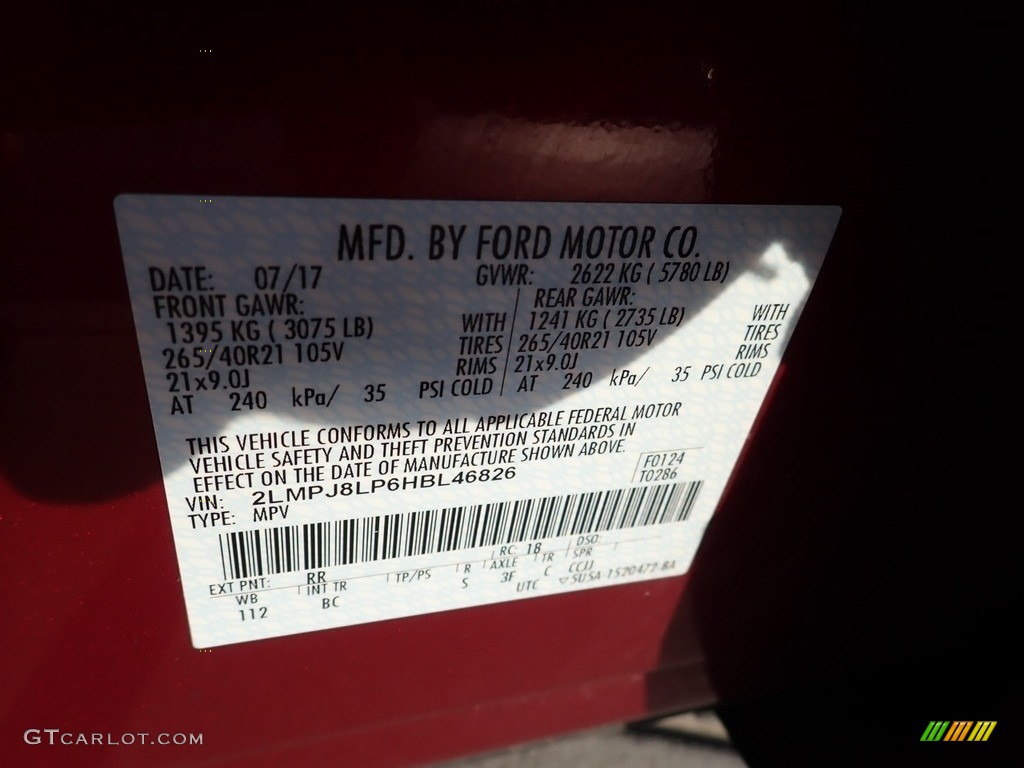 MFD. BY FORD MOTOR CO.
DATE: 07/17 GVWR: 2622 KG ( 5780 LB)
FRONT GAWR: REAR GAWR:
1395 KG ( 3075 LB) WITH 1241 KG ( 2735 LB) WITH
265/40R21 105V TIRES 265/40R21 105V TIRES
21x9.0J RIMS 21x9.0J RIMS
AT 240 kPa/ 35 PSI COLD AT 240 kPa/ 35 PSI COLD
THIS VEHICLE CONFORMS TO ALL APPLICABLE FEDERAL MOTOR
VEHICLE SAFETY AND THEFT PREVENTION STANDARDS IN
EFFECT ON THE DATE OF MANUFACTURE SHOWN ABOVE.
VIN: 2LMPJ8LP6HBL46826 F0124
TYPE: MPV T0286
RC: 18 DSO:
EXT PNT: RR
WB INT TR TP/PS R AXLE TR SPR
112 BC S 3F C CCJJ
UTC ▽5U5A-1520472-BA
GTCARLOT.COM